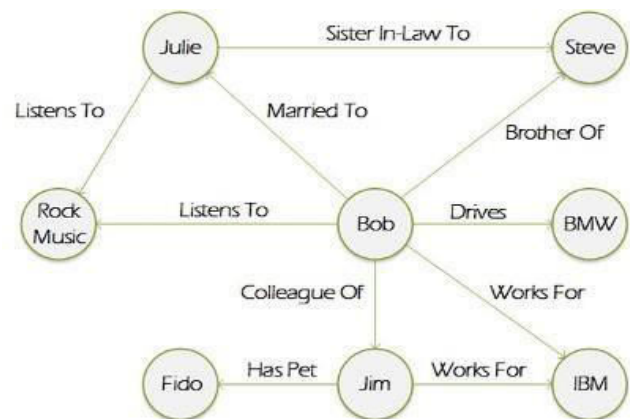 Julie
Sister In-Law To
Steve
Listens To
Married To
Brother Of
Rock
Music
Listens To
Bob
Drives
BMW
Colleague Of
Works For
Fido
Has Pet
Jim
Works For
IBM